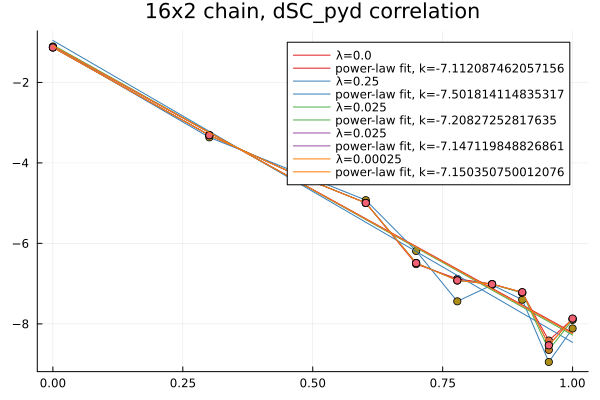 16x2 chain, dSC_pyd correlation
λ=0.0
power-law fit, k=-7.112087462057156
λ=0.25
power-law fit, k=-7.501814114835317
λ=0.025
power-law fit, k=-7.20827252817635
λ=0.025
power-law fit, k=-7.147119848826861
λ=0.00025
power-law fit, k=-7.150350750012076
−2
−4
−6
−8
0.00 0.25 0.50 0.75 1.00